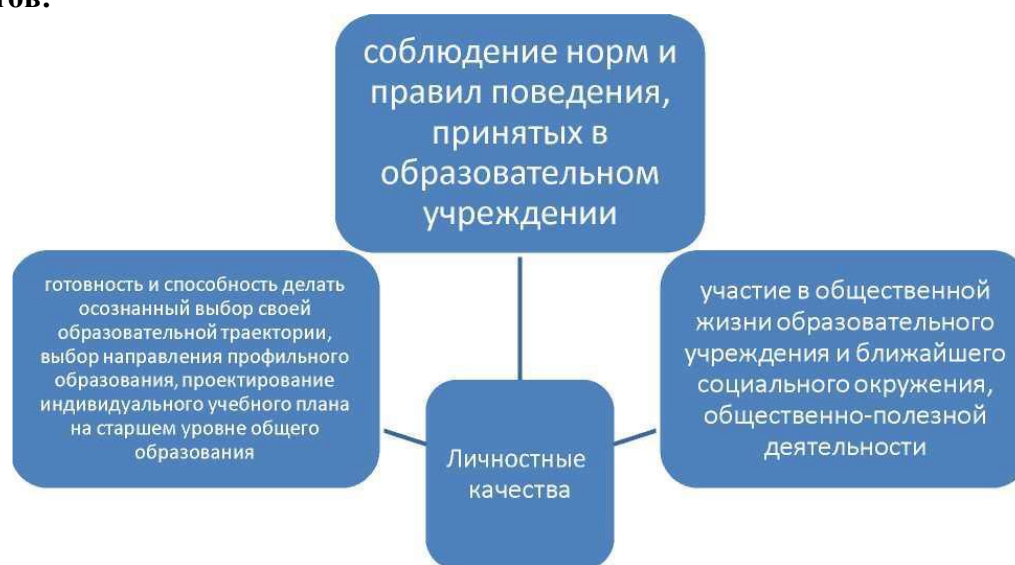 соблюдение норм и
правил поведения,
принятых в
образовательном
учреждении
готовность и способность делать
осознанный выбор своей
образовательной траектории,
выбор направления профильного
образования, проектирование
индивидуального учебного плана
на старшем уровне общего
образования
участие в общественной
жизни образовательного
учреждения и ближайшего
социального окружения,
общественно-полезной
деятельности
Личностные
качества